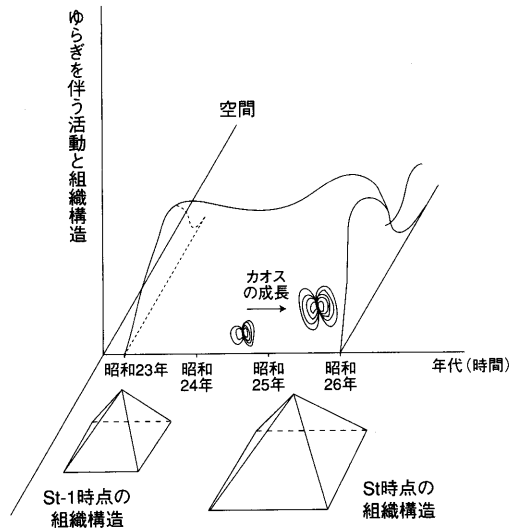 ゆらぎを伴う活動と組織構造
空間
カオス
の成長
昭和23年
昭和
24年
昭和
25年
昭和
26年
年代(時間)
St-1時点の
組織構造
St時点の
組織構造